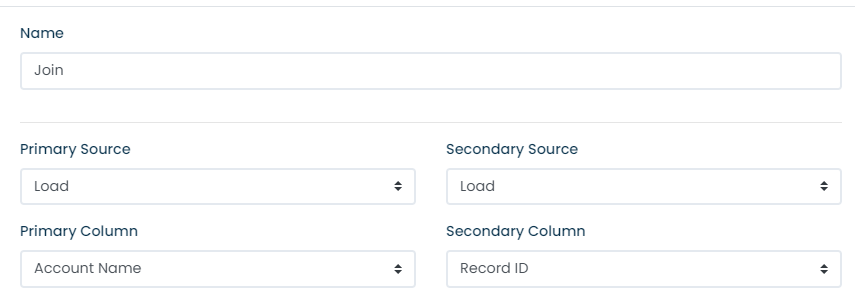 Name
Join
Primary Source
Secondary Source
Load
Load
Primary Column
Secondary Column
Account Name
Record ID